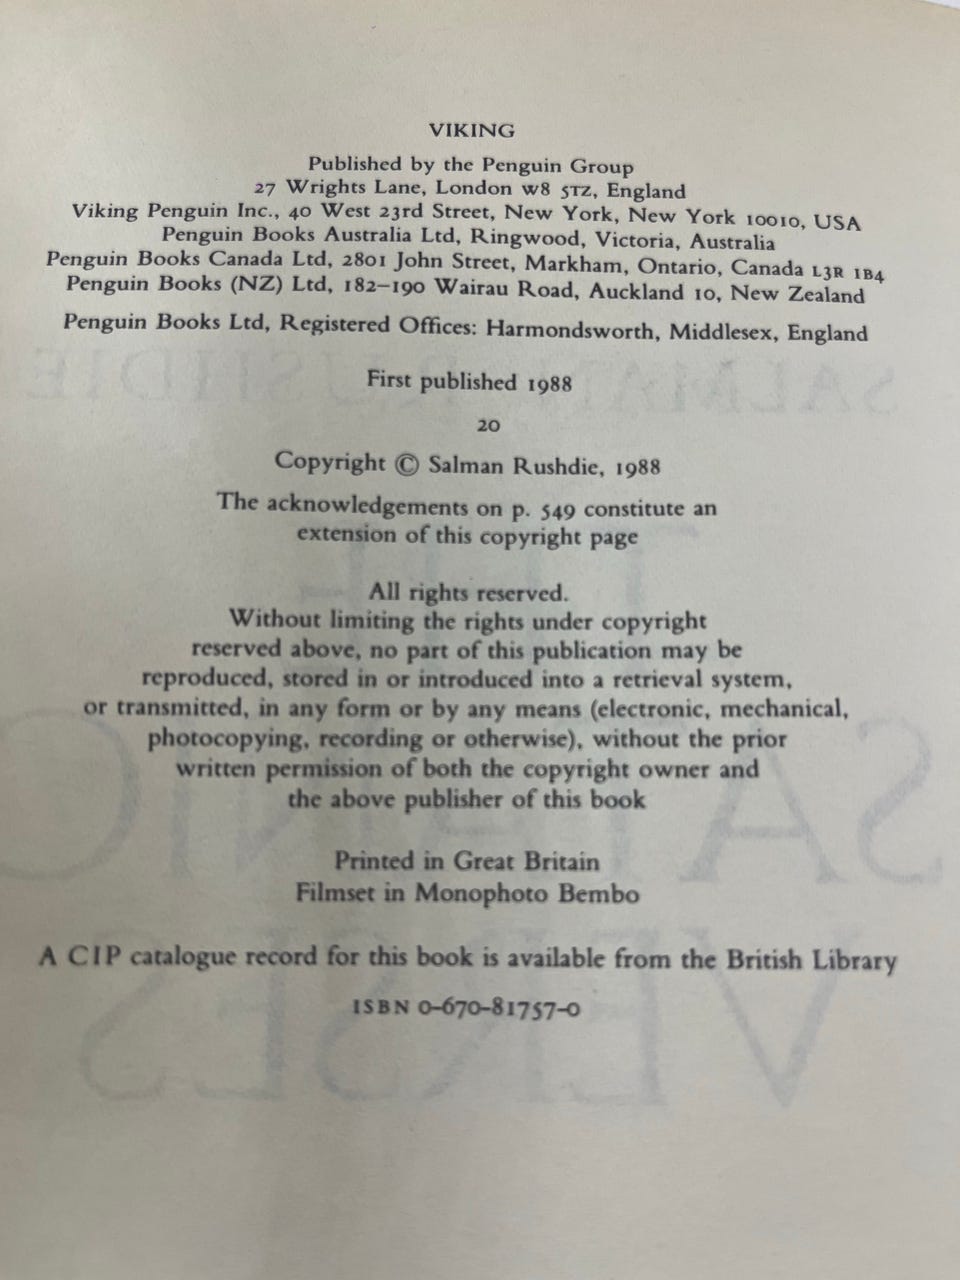 VIKING
Published by the Penguin Group
27 Wrights Lane, London W8 5TZ, England
Viking Penguin Inc., 40 West 23rd Street, New York, New York 10010, USA
Penguin Books Australia Ltd, Ringwood, Victoria, Australia
Penguin Books Canada Ltd, 2801 John Street, Markham, Ontario, Canada L3R 1B4
Penguin Books (NZ) Ltd, 182–190 Wairau Road, Auckland 10, New Zealand
Penguin Books Ltd, Registered Offices: Harmondsworth, Middlesex, England
First published 1988
20
Copyright © Salman Rushdie, 1988
The acknowledgements on p. 549 constitute an
extension of this copyright page
All rights reserved.
Without limiting the rights under copyright
reserved above, no part of this publication may be
reproduced, stored in or introduced into a retrieval system,
or transmitted, in any form or by any means (electronic, mechanical,
photocopying, recording or otherwise), without the prior
written permission of both the copyright owner and
the above publisher of this book
Printed in Great Britain
Filmset in Monophoto Bembo
A CIP catalogue record for this book is available from the British Library
ISBN 0–670–81757–0
SALMAN RUSHDIE
THE
SATANIC
VERSES